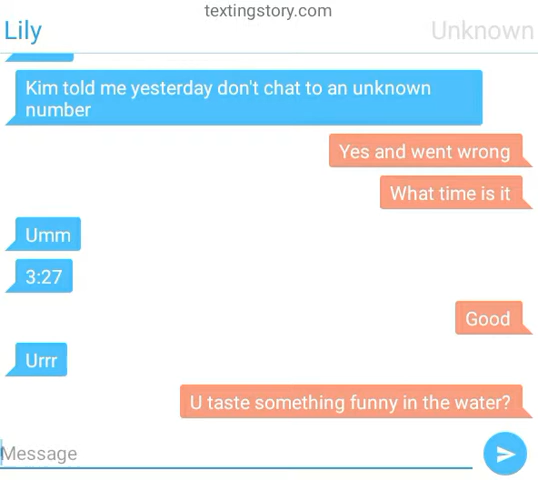 textingstory.com
Lily
Unknown
Kim told me yesterday don't chat to an unknown
number
Yes and went wrong
What time is it
Umm
3:27
Good
Urrr
U taste something funny in the water?
Message